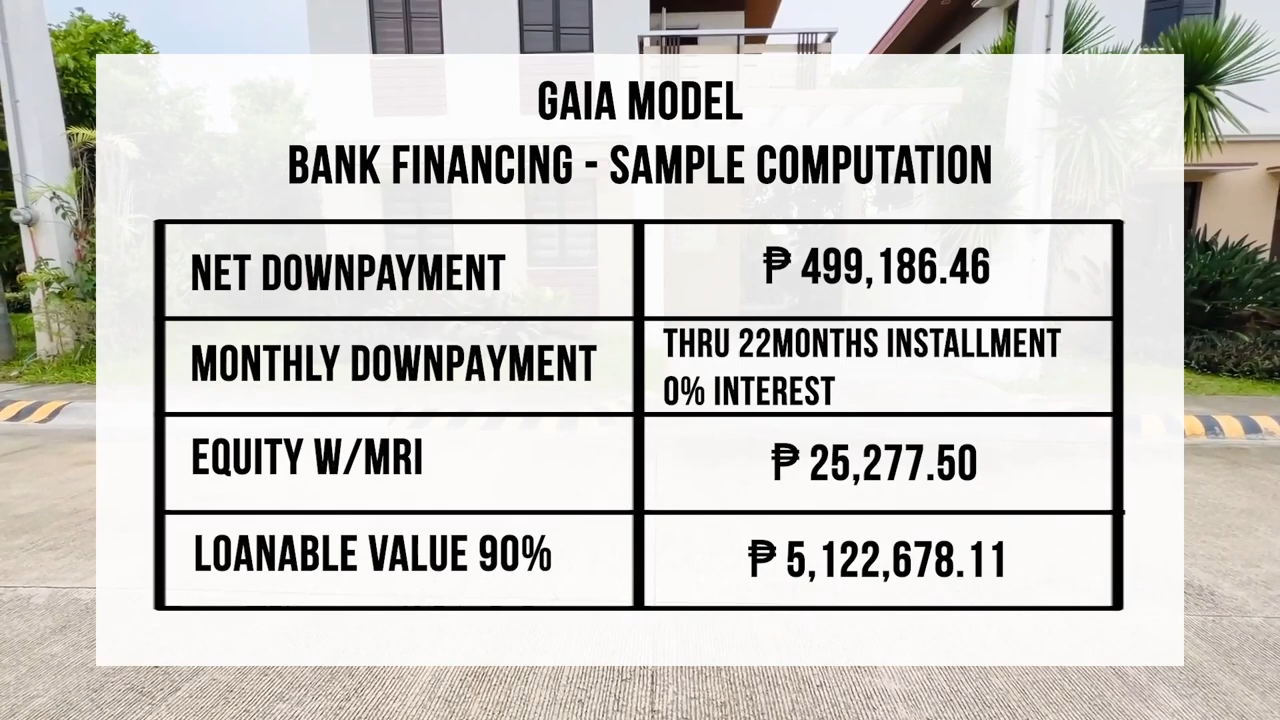 GAIA MODEL
BANK FINANCING - SAMPLE COMPUTATION
NET DOWNPAYMENT
₱ 499,186.46
MONTHLY DOWNPAYMENT
THRU 22MONTHS INSTALLMENT
0% INTEREST
EQUITY W/MRI
₱ 25,277.50
LOANABLE VALUE 90%
₱ 5,122,678.11